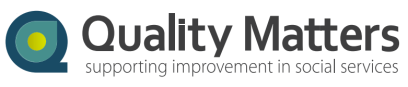 Quality Matters
supporting improvement in social services